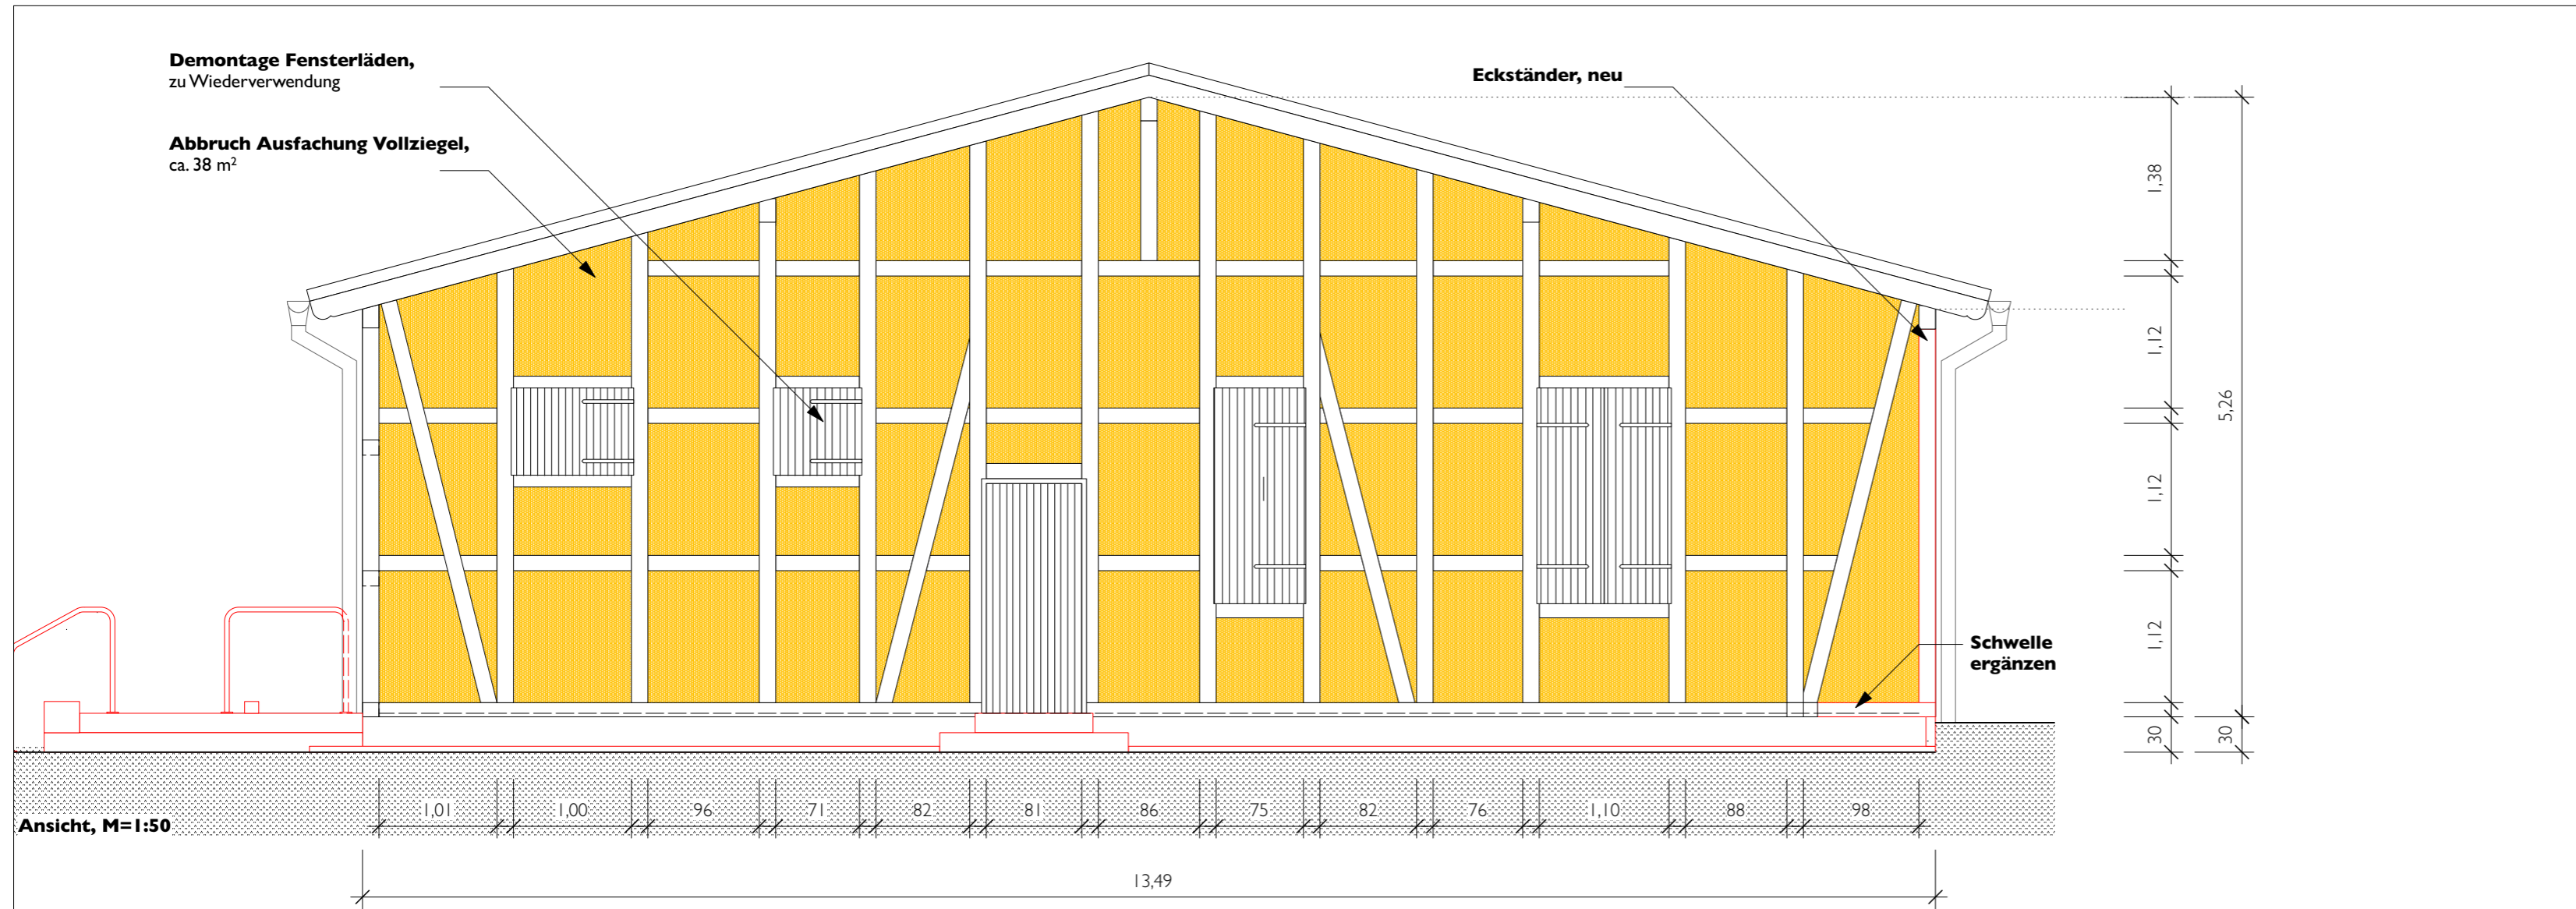 Demontage Fensterläden,
zu Wiederverwendung
Eckständer, neu
Abbruch Ausfachung Vollziegel,
ca. 38 m²
1,38
1,12
5,26
1,12
1,12
Schwelle
ergänzen
30
30
1,01
1,00
96
71
82
81
86
75
82
76
1,10
88
98
Ansicht, M=1:50
13,49